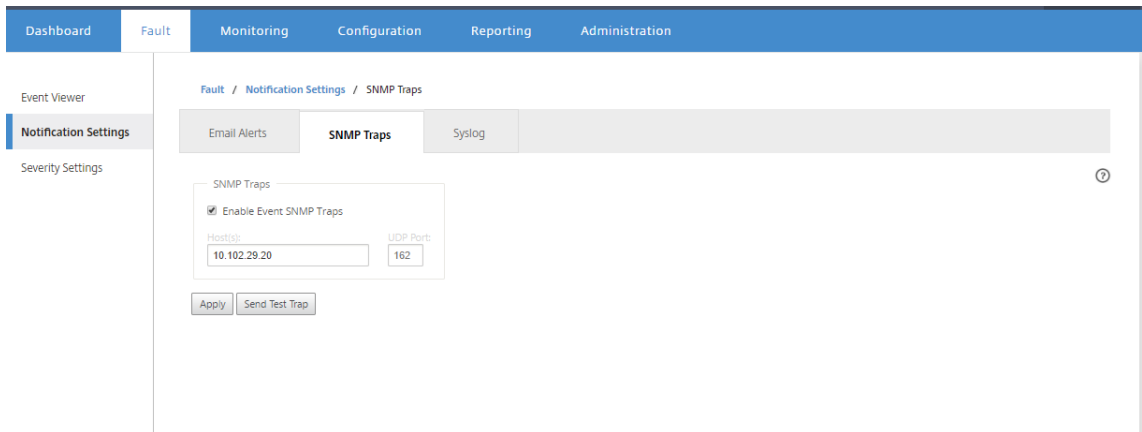 Dashboard Fault Monitoring Configuration Reporting Administration
Event Viewer
Notification Settings
Severity Settings
Fault / Notification Settings / SNMP Traps
Email Alerts SNMP Traps Syslog
?
SNMP Traps
Enable Event SNMP Traps
Host(s): UDP Port:
10.102.29.20 162
Apply Send Test Trap